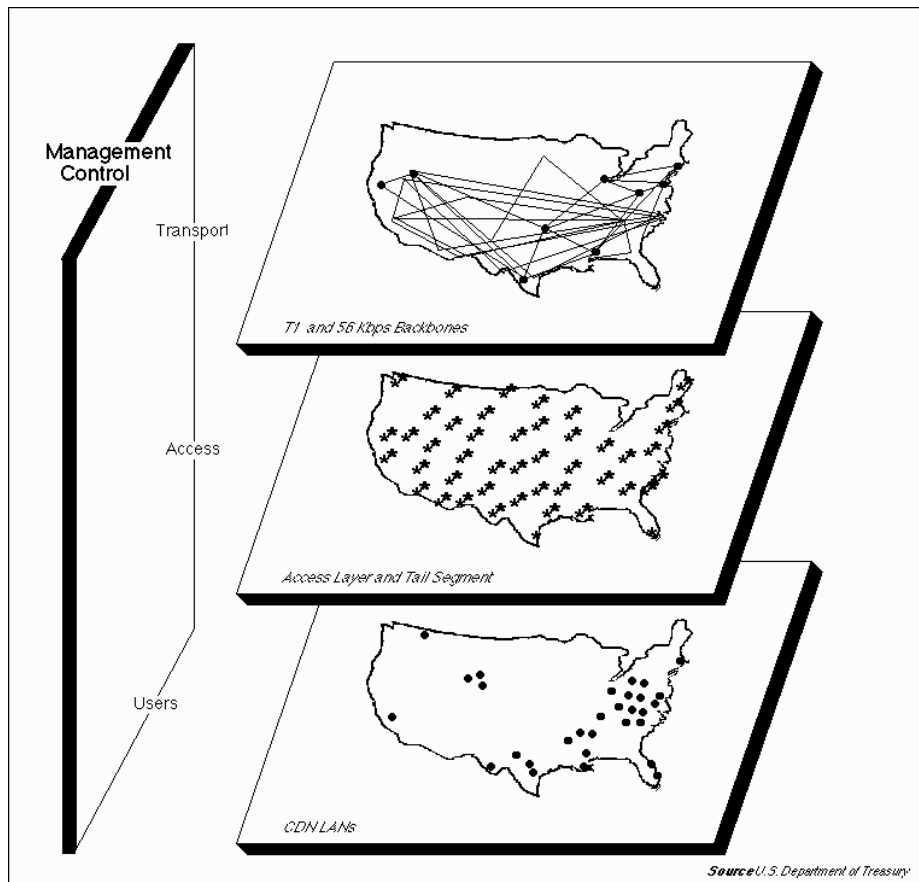 Management
Control
Transport
T1 and 56 Kbps Backbones
Access
Access Layer and Tail Segment
Users
CDN LANs
Source U.S. Department of Treasury